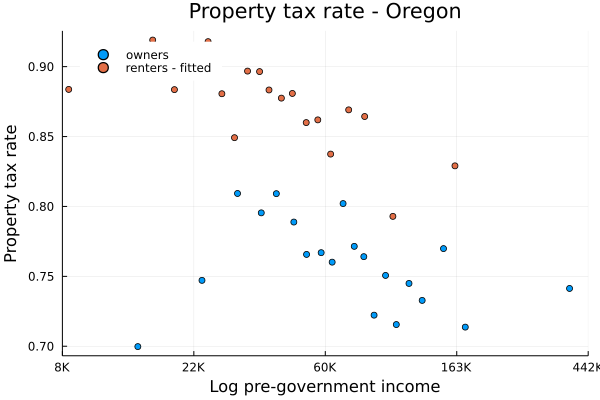 Property tax rate - Oregon
owners
renters - fitted
Property tax rate
0.90
0.85
0.80
0.75
0.70
8K
22K
60K
163K
442K
Log pre-government income